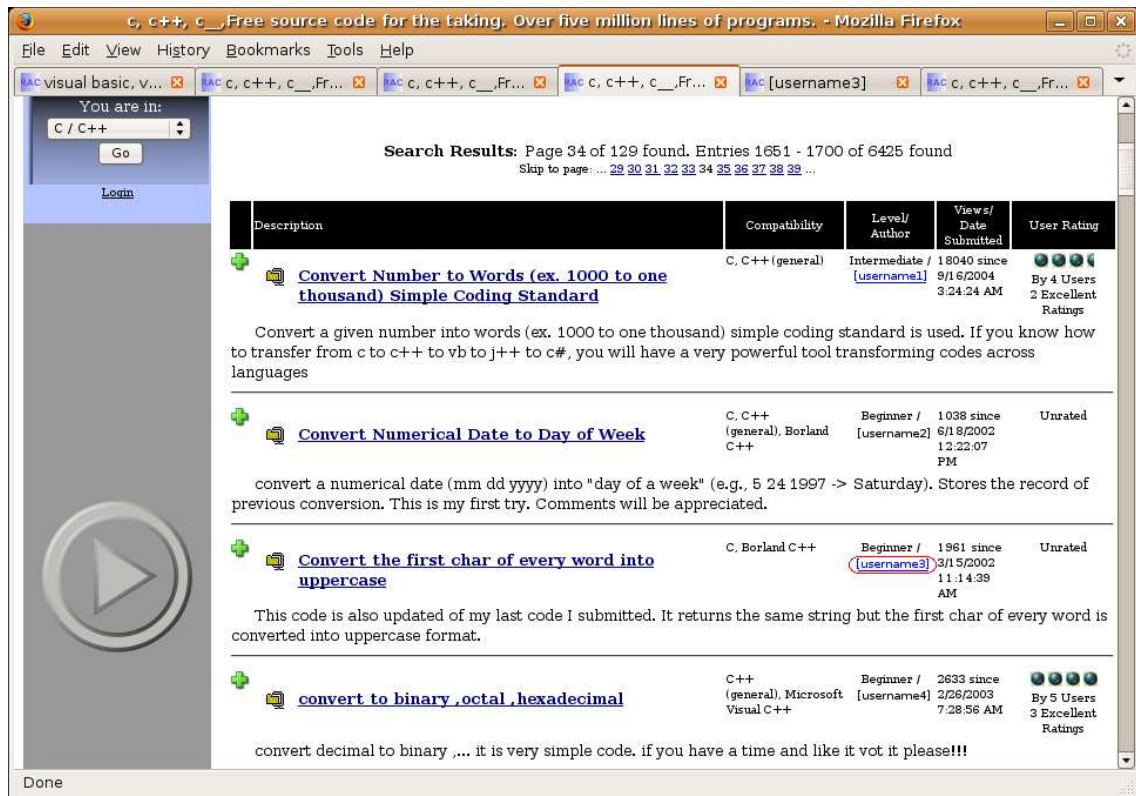 c, c++, c__,Free source code for the taking. Over five million lines of programs. - Mozilla Firefox
File Edit View History Bookmarks Tools Help
RAC visual basic, v... RAC c, c++, c__,Fr... RAC c, c++, c__,Fr... RAC c, c++, c__,Fr... RAC [username3] RAC c, c++, c__,Fr...
You are in:
C / C++
Go
Login
Search Results: Page 34 of 129 found. Entries 1651 - 1700 of 6425 found
Skip to page: ... 29 30 31 32 33 34 35 36 37 38 39 ...
Description Compatibility Level/ Author Views/ Date Submitted User Rating
Convert Number to Words (ex. 1000 to one
thousand) Simple Coding Standard
C, C++ (general)
Intermediate /
[username1]
18040 since
9/16/2004
3:24:24 AM
By 4 Users
2 Excellent
Ratings
Convert a given number into words (ex. 1000 to one thousand) simple coding standard is used. If you know how
to transfer from c to c++ to vb to j++ to c#, you will have a very powerful tool transforming codes across
languages
Convert Numerical Date to Day of Week
C, C++
(general), Borland
C++
Beginner /
[username2]
1038 since
6/18/2002
12:22:07
PM
Unrated
convert a numerical date (mm dd yyyy) into "day of a week" (e.g., 5 24 1997 -> Saturday). Stores the record of
previous conversion. This is my first try. Comments will be appreciated.
Convert the first char of every word into
uppercase
C, Borland C++
Beginner /
[username3]
1961 since
3/15/2002
11:14:39
AM
Unrated
This code is also updated of my last code I submitted. It returns the same string but the first char of every word is
converted into uppercase format.
convert to binary ,octal ,hexadecimal
C++
(general), Microsoft
Visual C++
Beginner /
[username4]
2633 since
2/26/2003
7:28:56 AM
By 5 Users
3 Excellent
Ratings
convert decimal to binary ,... it is very simple code. if you have a time and like it vot it please!!!
Done